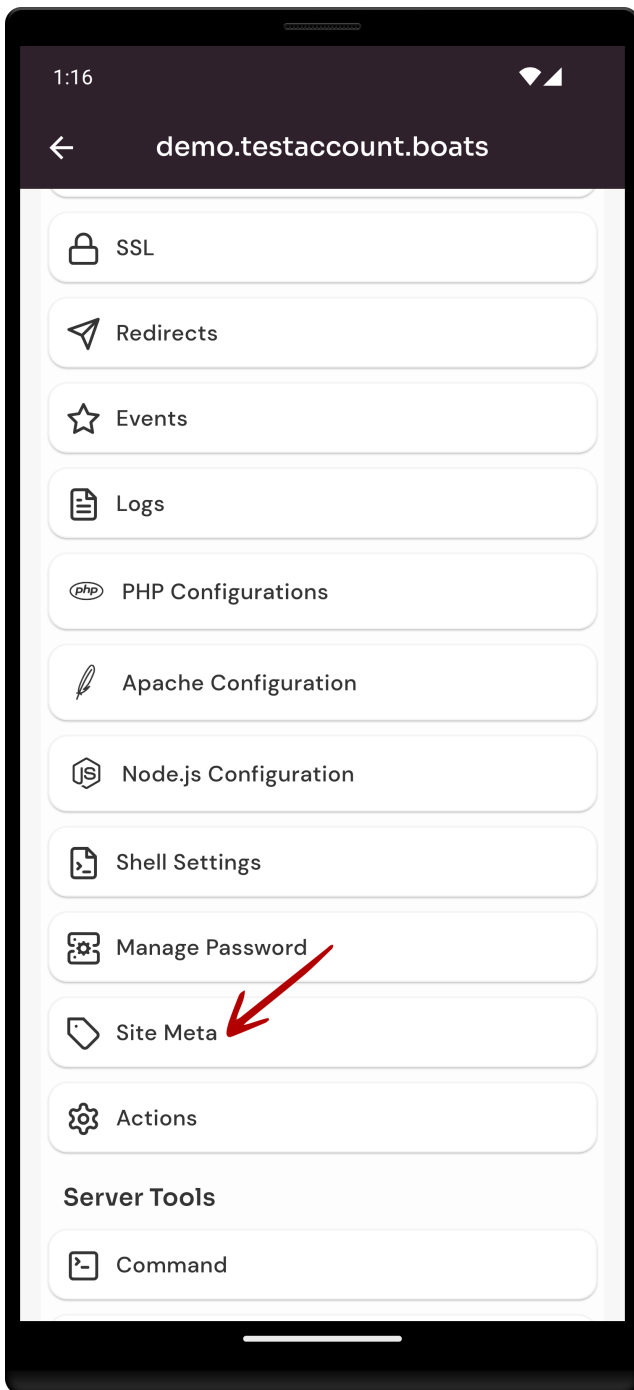 1:16
demo.testaccount.boats
SSL
Redirects
Events
Logs
php PHP Configurations
Apache Configuration
JS Node.js Configuration
Shell Settings
Manage Password
Site Meta
Actions
Server Tools
Command